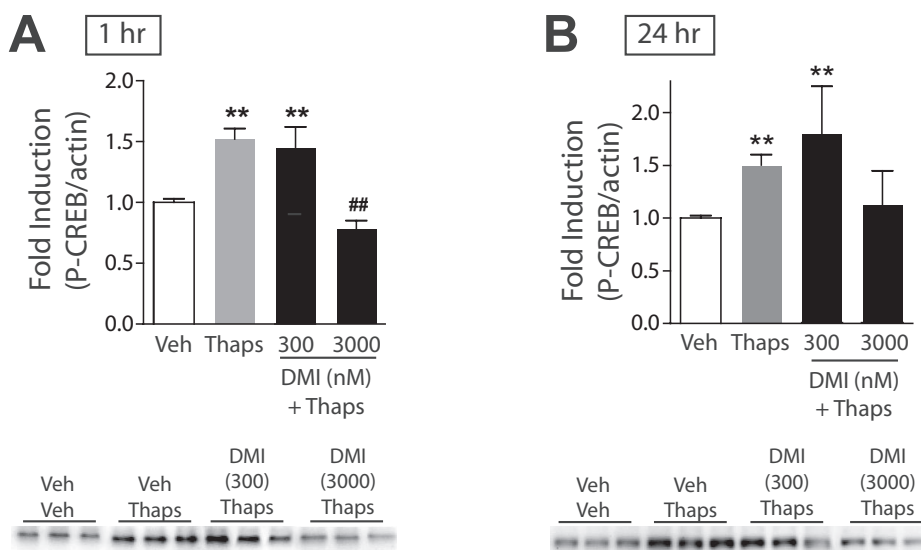 A
1 hr
Fold Induction
(P-CREB/actin)
2.0
1.5
1.0
0.5
0.0
**
**
##
Veh
Thaps
300
3000
DMI (nM)
+ Thaps
Veh
Veh
Veh
Thaps
DMI
(300)
Thaps
DMI
(3000)
Thaps
B
24 hr
Fold Induction
(P-CREB/actin)
2.0
1.5
1.0
0.5
0.0
**
**
Veh
Thaps
300
3000
DMI (nM)
+ Thaps
Veh
Veh
Veh
Thaps
DMI
(300)
Thaps
DMI
(3000)
Thaps